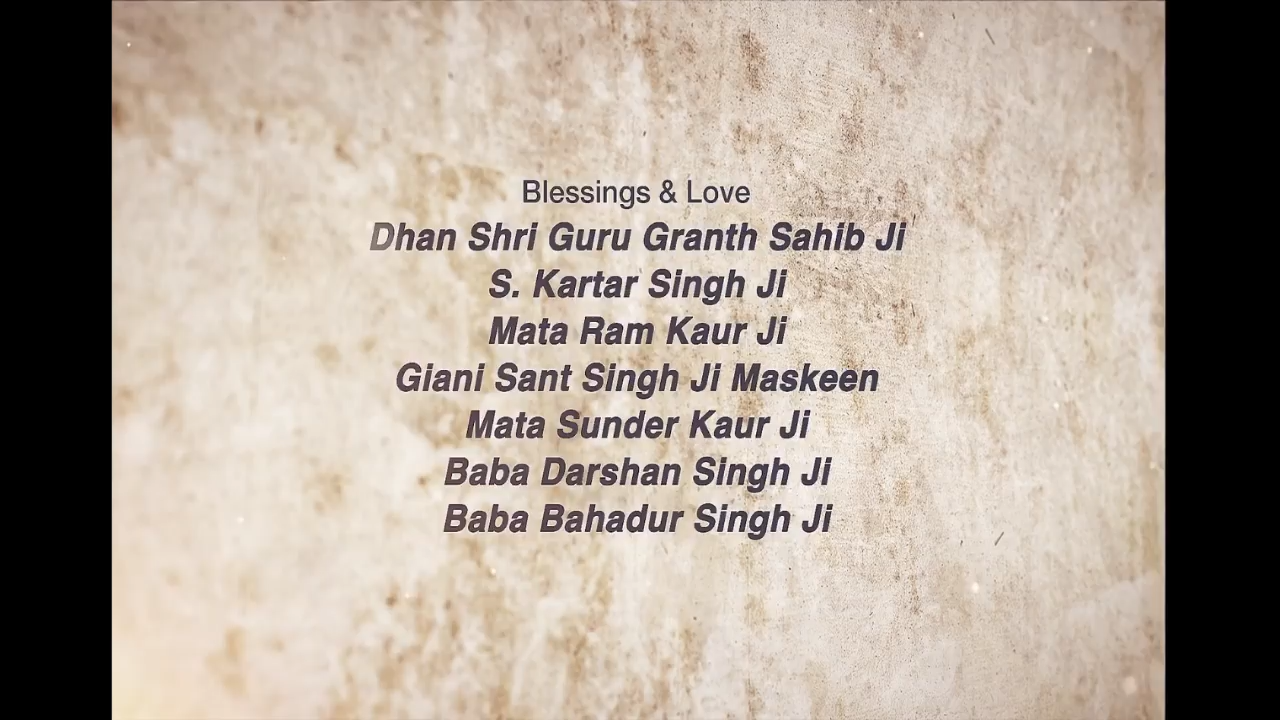 Blessings & Love
Dhan Shri Guru Granth Sahib Ji
S. Kartar Singh Ji
Mata Ram Kaur Ji
Giani Sant Singh Ji Maskeen
Mata Sunder Kaur Ji
Baba Darshan Singh Ji
Baba Bahadur Singh Ji